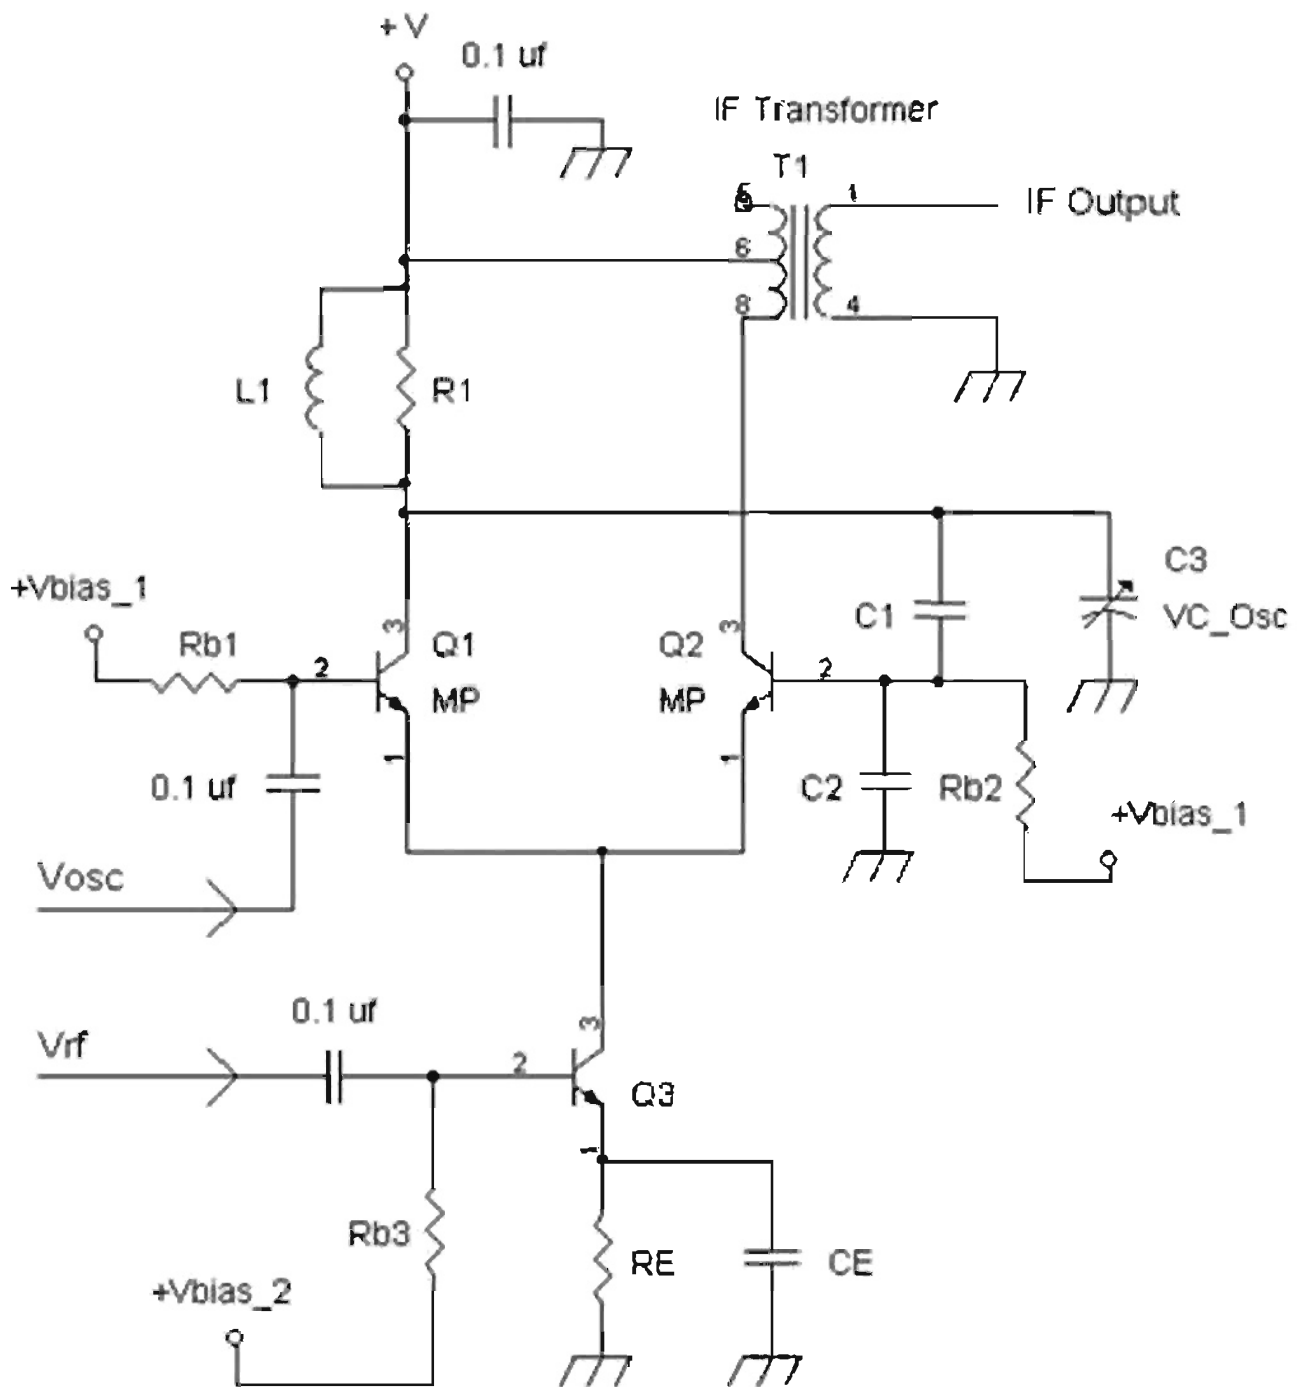 +V
0.1 uf
IF Transformer
T1
1
IF Output
6
8
4
L1
R1
+Vbias_1
Rb1
2
3
Q1
MP
1
Q2
MP
3
2
1
C1
C3
VC_Osc
0.1 uf
C2
Rb2
+Vbias_1
Vosc
0.1 uf
Vrf
2
3
Q3
1
Rb3
RE
CE
+Vbias_2